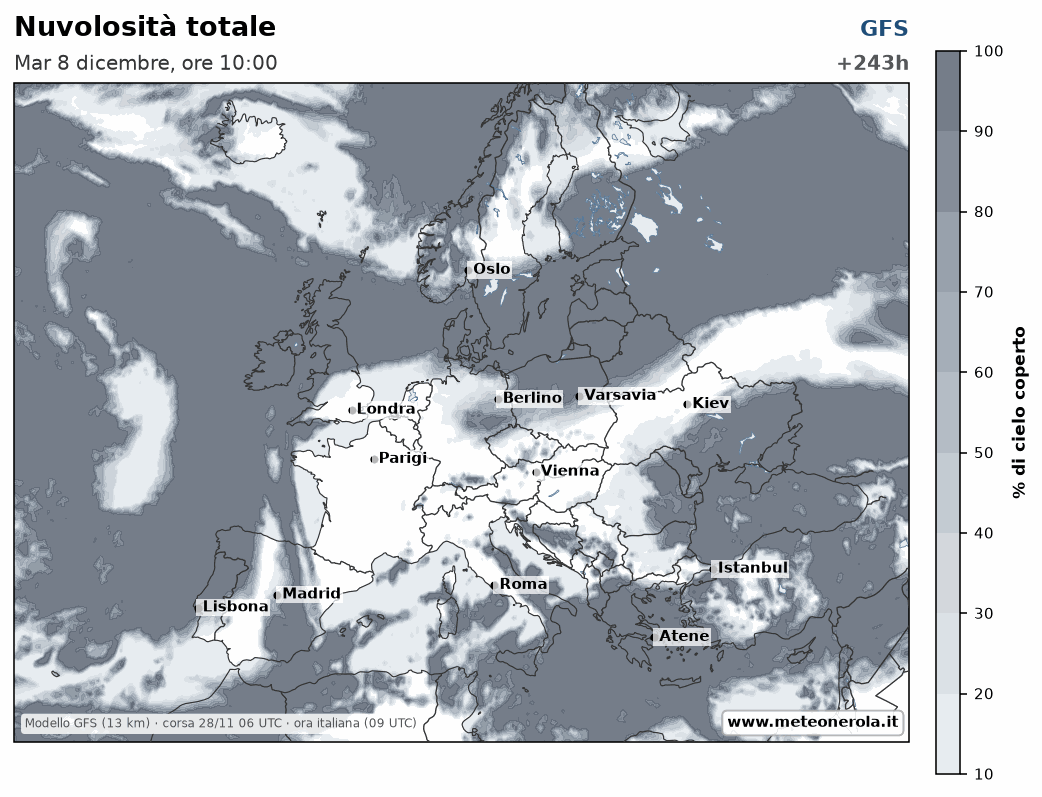 Nuvolosità totale
GFS
Mar 8 dicembre, ore 10:00
+243h
100
90
80
70
60
50
40
30
20
10
% di cielo coperto
Oslo
Londra
Berlino
Varsavia
Kiev
Parigi
Vienna
Istanbul
Roma
Madrid
Lisbona
Atene
Modello GFS (13 km) · corsa 28/11 06 UTC · ora italiana (09 UTC)
www.meteonerola.it